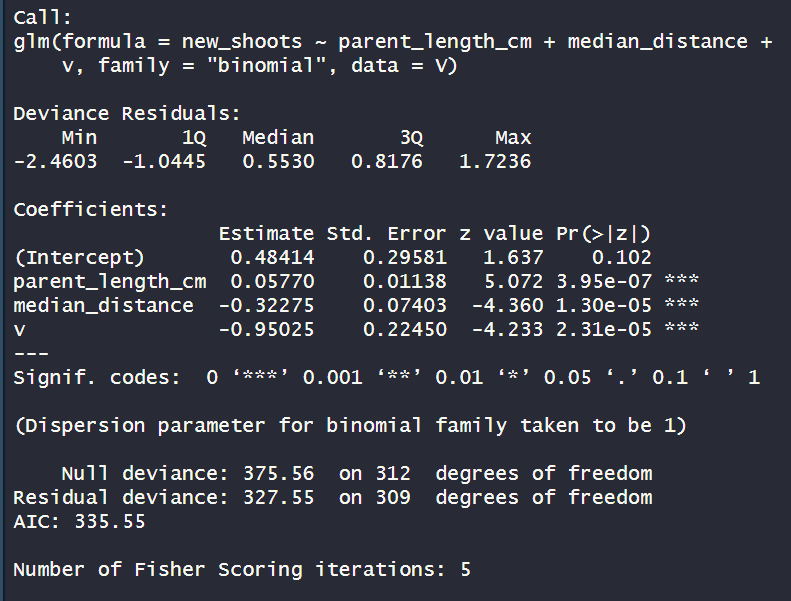 Call:
glm(formula = new_shoots ~ parent_length_cm + median_distance +
    v, family = "binomial", data = V)

Deviance Residuals:
    Min       1Q   Median       3Q      Max
-2.4603  -1.0445   0.5530   0.8176   1.7236

Coefficients:
                 Estimate Std. Error z value Pr(>|z|)
(Intercept)       0.48414    0.29581   1.637    0.102
parent_length_cm  0.05770    0.01138   5.072 3.95e-07 ***
median_distance  -0.32275    0.07403  -4.360 1.30e-05 ***
v                -0.95025    0.22450  -4.233 2.31e-05 ***
---
Signif. codes:  0 ‘***’ 0.001 ‘**’ 0.01 ‘*’ 0.05 ‘.’ 0.1 ‘ ’ 1

(Dispersion parameter for binomial family taken to be 1)

    Null deviance: 375.56  on 312  degrees of freedom
Residual deviance: 327.55  on 309  degrees of freedom
AIC: 335.55

Number of Fisher Scoring iterations: 5